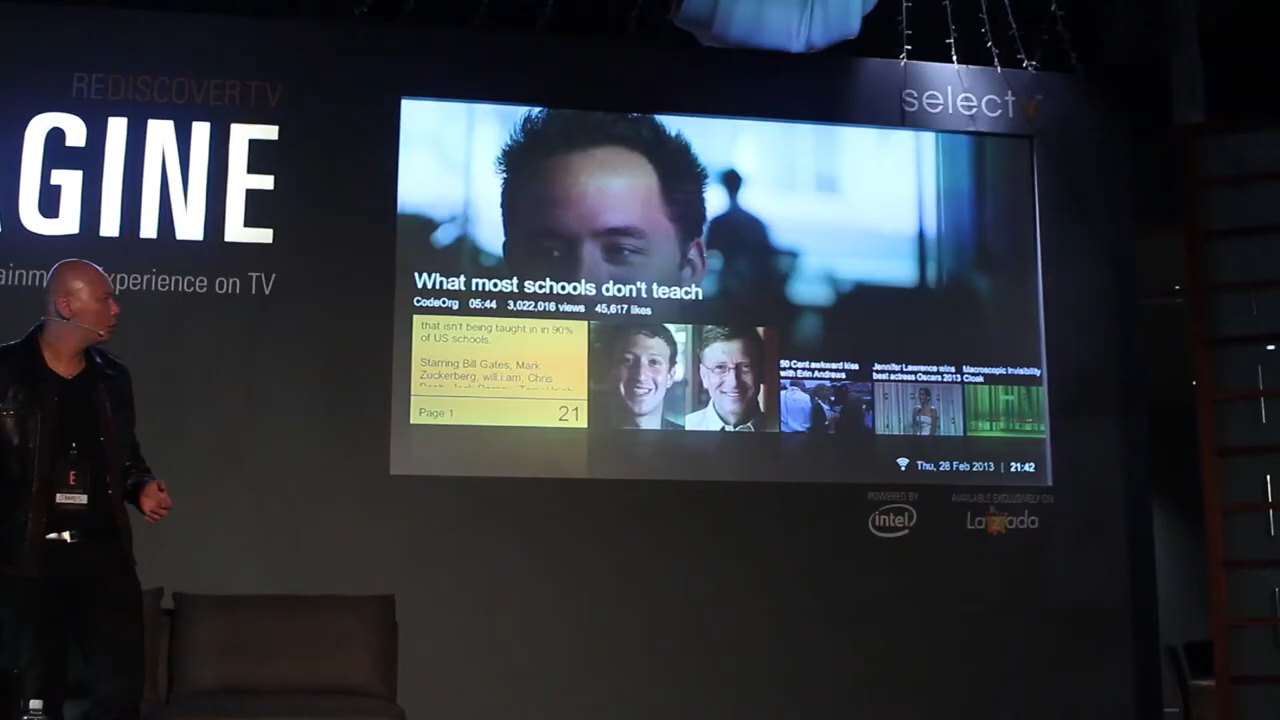 REDISCOVER TV
AGINE
ainm xperience on TV
selectv
What most schools don't teach
CodeOrg 05:44 3,022,016 views 45,617 likes
that isn't being taught in in 90%
of US schools.
Starring Bill Gates, Mark
Zuckerberg, will.i.am, Chris
Page 1 21
50 Cent awkward kiss
with Erin Andrews
Jennifer Lawrence wins
best actress Oscars 2013
Macroscopic Invisibility
Cloak
Thu, 28 Feb 2013 | 21:42
POWERED BY
intel
AVAILABLE EXCLUSIVELY ON
Lazada
E